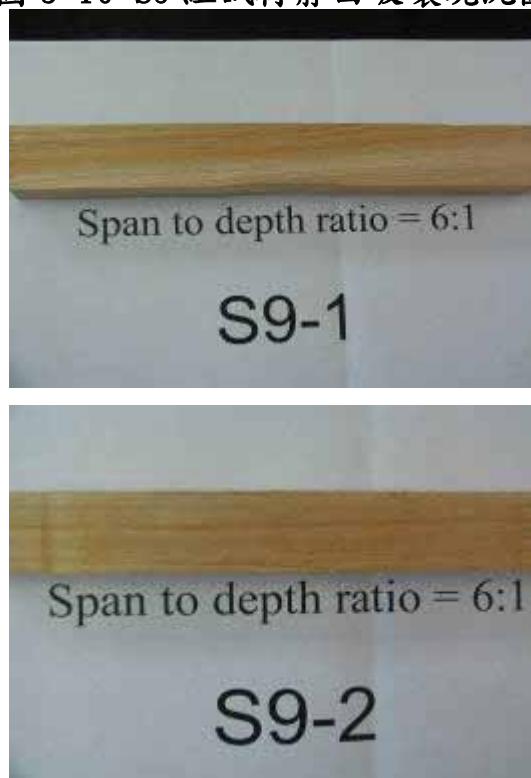 Span to depth ratio = 6:1
S9-1
Span to depth ratio = 6:1
S9-2